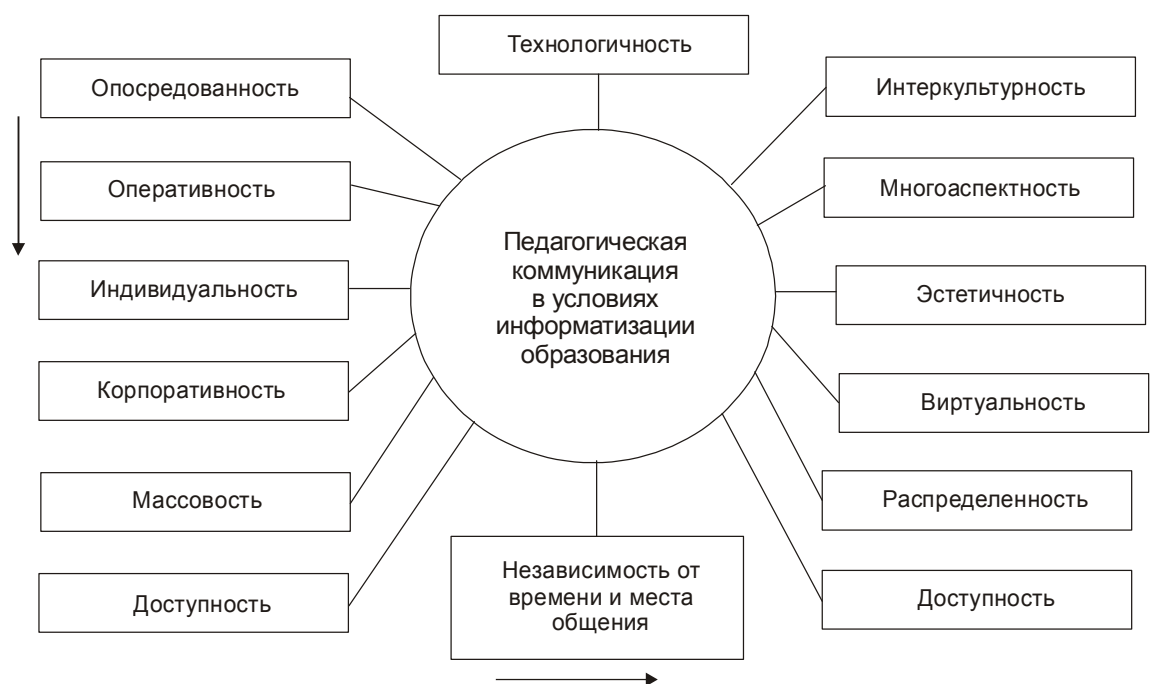 Технологичность
Опосредованность
Оперативность
Индивидуальность
Корпоративность
Массовость
Доступность
Педагогическая
коммуникация
в условиях
информатизации
образования
Независимость от
времени и места
общения
Интеркультурность
Многоаспектность
Эстетичность
Виртуальность
Распределенность
Доступность